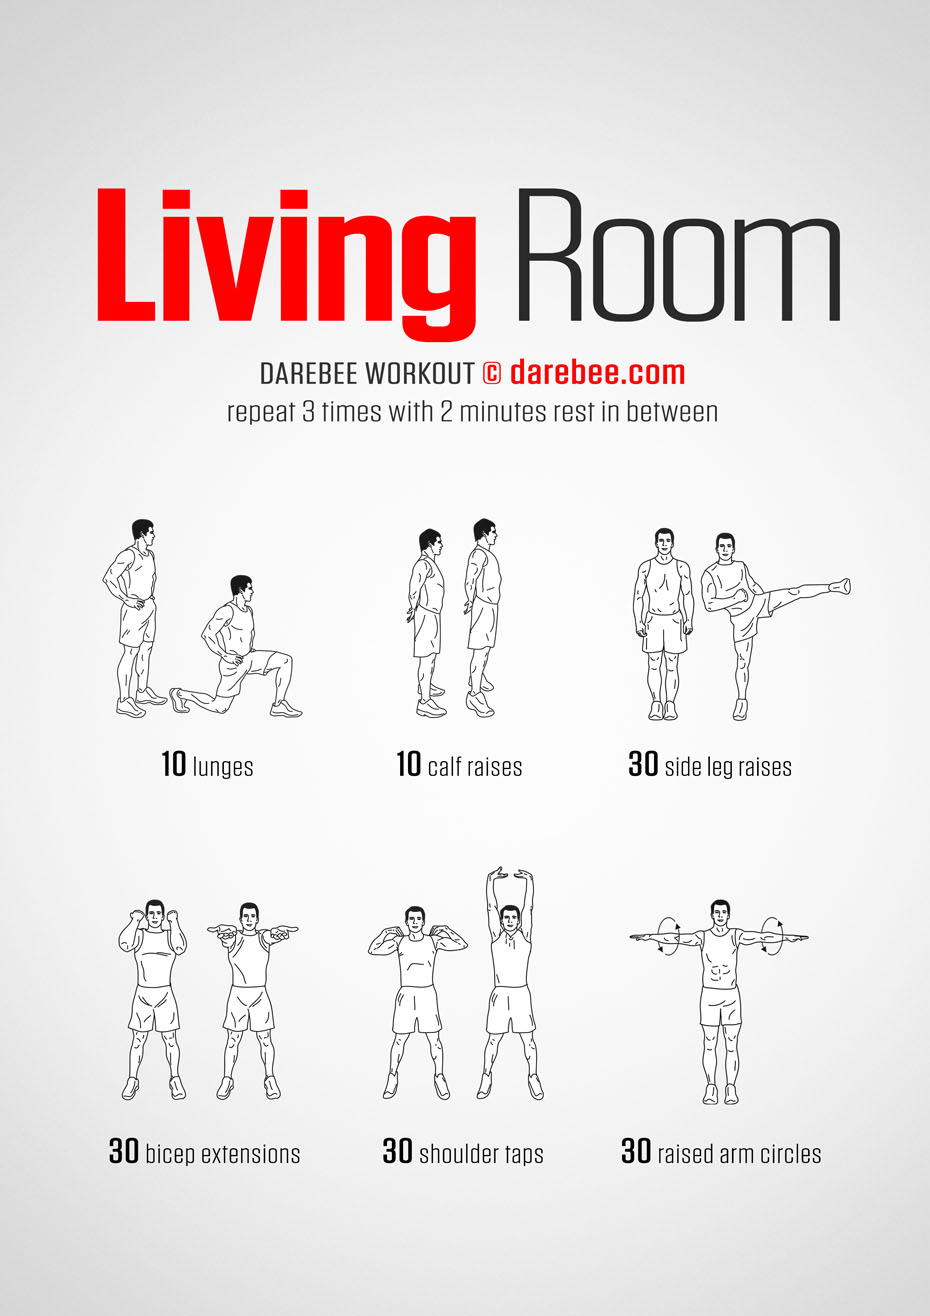 Living Room
DAREBEE WORKOUT © darebee.com
repeat 3 times with 2 minutes rest in between
10 lunges
10 calf raises
30 side leg raises
30 bicep extensions
30 shoulder taps
30 raised arm circles